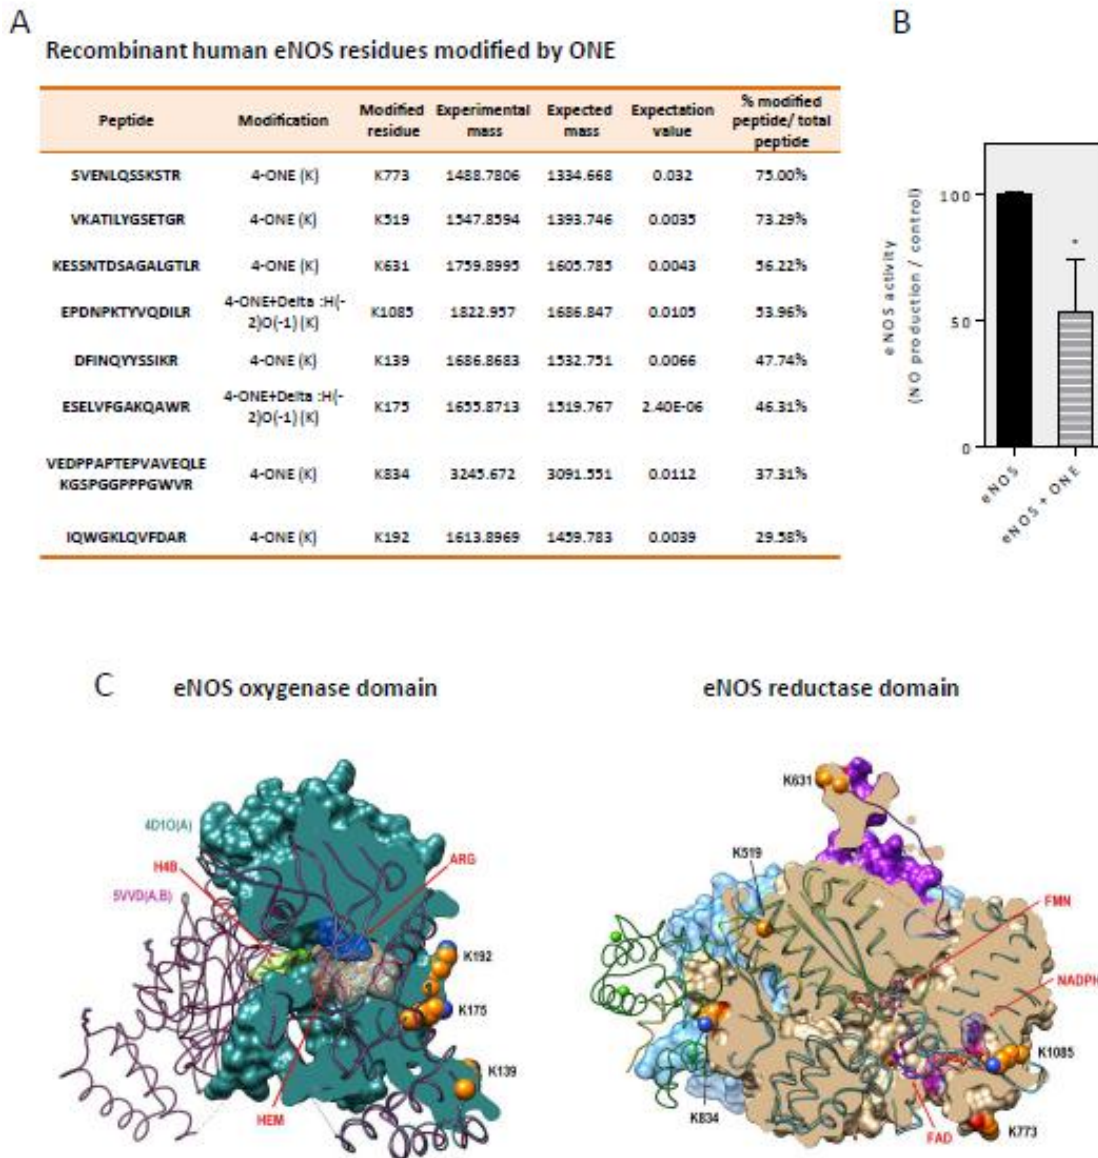 A
Recombinant human eNOS residues modified by ONE
Peptide Modification Modified residue Experimental mass Expected mass Expectation value % modified peptide/ total peptide
SVENLQSSKSTR 4-ONE (K) K773 1488.7806 1334.668 0.032 75.00%
VKATILYGSETGR 4-ONE (K) K519 1547.8594 1393.746 0.0035 73.29%
KESSNTDSAGALGTLR 4-ONE (K) K631 1759.8995 1605.785 0.0043 56.22%
EPDNPKTYVQDILR 4-ONE+Delta :H(-2)O(-1) (K) K1085 1822.957 1686.847 0.0105 53.96%
DFINQYYSSIKR 4-ONE (K) K139 1686.8683 1532.751 0.0066 47.74%
ESELVFGAKQAWR 4-ONE+Delta :H(-2)O(-1) (K) K175 1655.8713 1519.767 2.40E-06 46.31%
VEDPPAPTEPVAVEQLE
KGSPGGPPPGWVR 4-ONE (K) K834 3245.672 3091.551 0.0112 37.31%
IQWGKLQVFDAR 4-ONE (K) K192 1613.8969 1459.783 0.0039 29.58%
B
eNOS activity
(NO production / control)
100
50
0
*
eNOS
eNOS + ONE
C
eNOS oxygenase domain
4D1O(A)
H4B
ARG
5VVD(A,B)
K192
K175
K139
HEM
eNOS reductase domain
K631
K519
FMN
NADPH
K1085
K834
FAD
K773